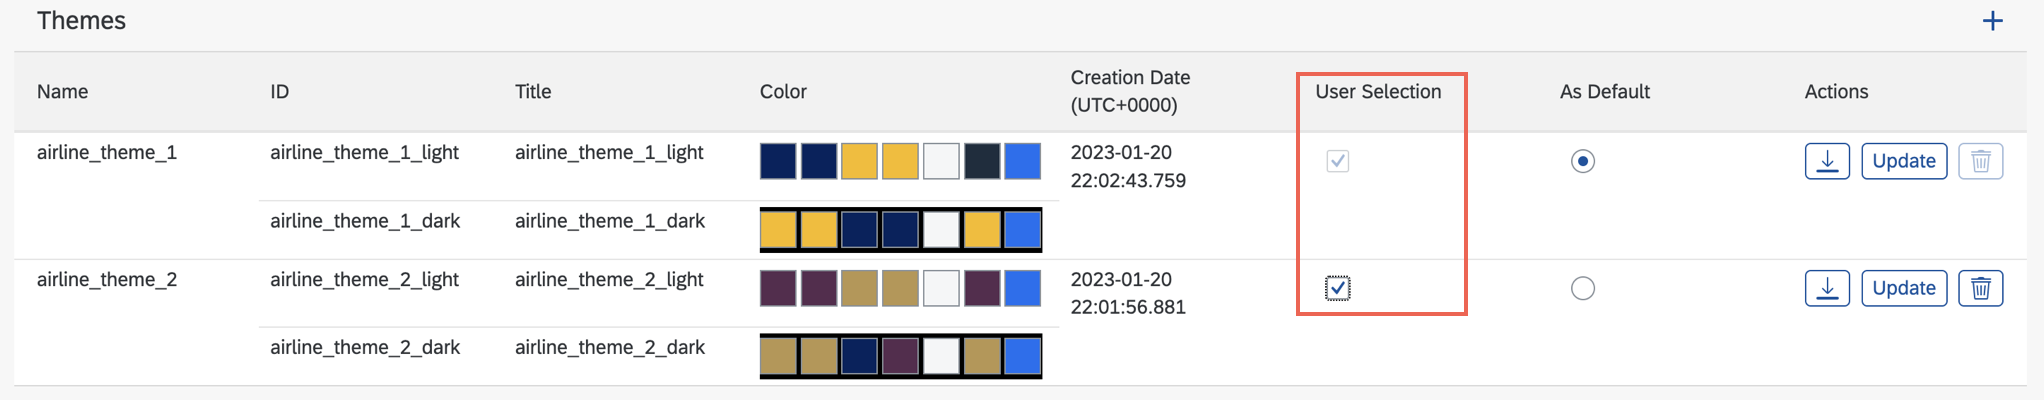 Themes
Name ID Title Color Creation Date (UTC+0000) User Selection As Default Actions
airline_theme_1 airline_theme_1_light airline_theme_1_light 2023-01-20 22:02:43.759 Update
airline_theme_1_dark airline_theme_1_dark
airline_theme_2 airline_theme_2_light airline_theme_2_light 2023-01-20 22:01:56.881 Update
airline_theme_2_dark airline_theme_2_dark